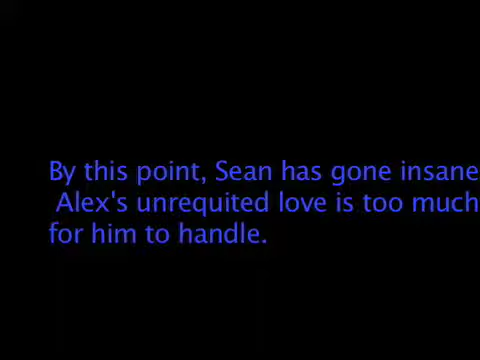 By this point, Sean has gone insane
Alex's unrequited love is too much
for him to handle.